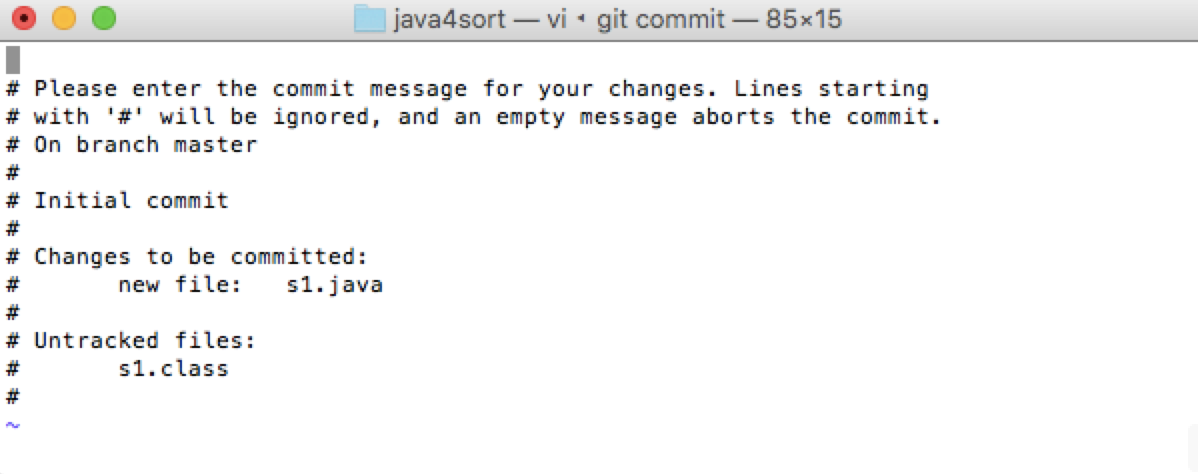 java4sort — vi ◂ git commit — 85×15
# Please enter the commit message for your changes. Lines starting
# with '#' will be ignored, and an empty message aborts the commit.
# On branch master
#
# Initial commit
#
# Changes to be committed:
#       new file:   s1.java
#
# Untracked files:
#       s1.class
#
~